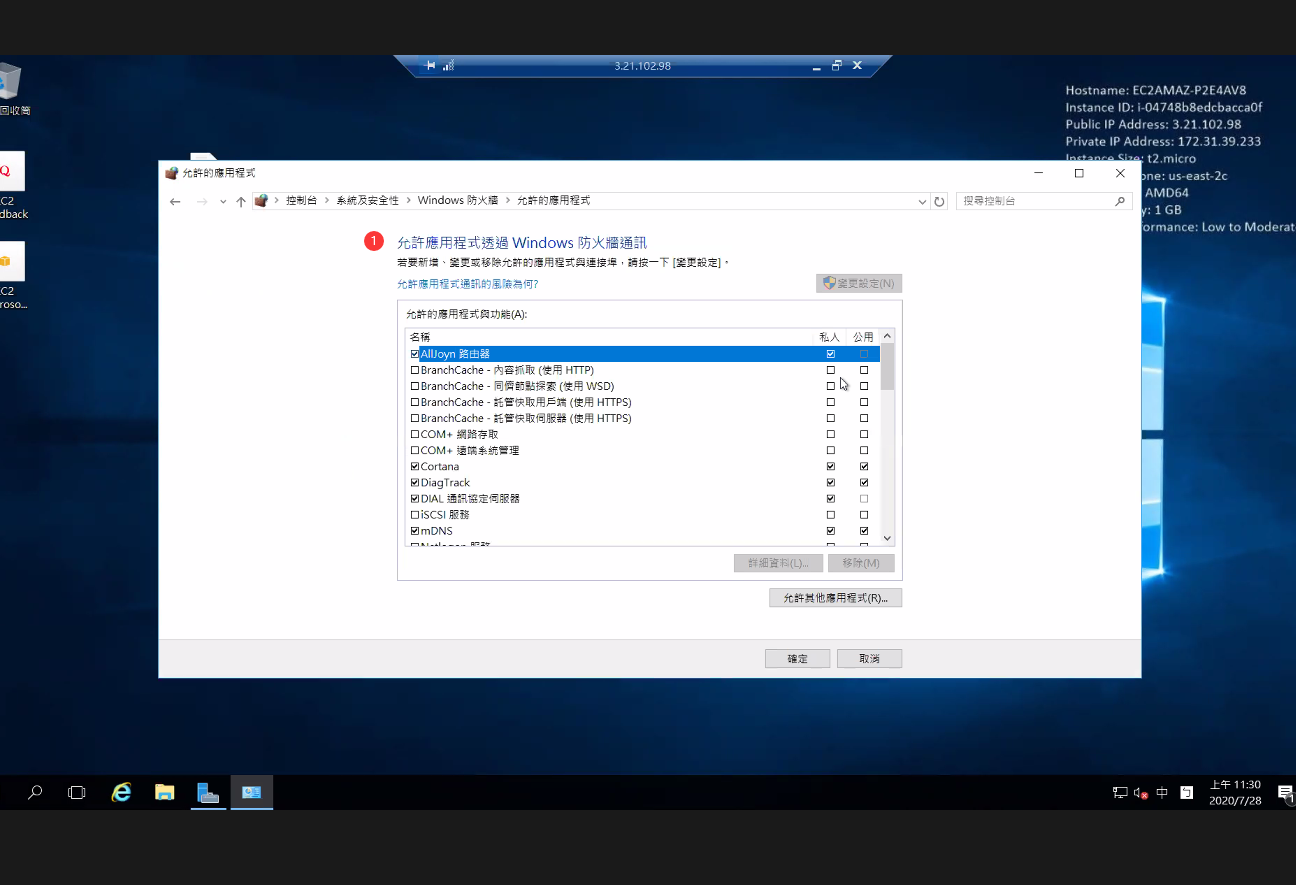 3.21.102.98
回收筒
Q
C2
dback
C2
roso...
Hostname: EC2AMAZ-P2E4AV8
Instance ID: i-04748b8edcbacca0f
Public IP Address: 3.21.102.98
Private IP Address: 172.31.39.233
Instance Size: t2.micro
one: us-east-2c
AMD64
y: 1 GB
ormance: Low to Moderat
允許的應用程式
控制台 > 系統及安全性 > Windows 防火牆 > 允許的應用程式
搜尋控制台
1
允許應用程式透過 Windows 防火牆通訊
若要新增、變更或移除允許的應用程式與連接埠，請按一下 [變更設定]。
允許應用程式通訊的風險為何?
變更設定(N)
允許的應用程式與功能(A):
名稱 私人 公用
AllJoyn 路由器
BranchCache - 內容抓取 (使用 HTTP)
BranchCache - 同儕節點探索 (使用 WSD)
BranchCache - 託管快取用戶端 (使用 HTTPS)
BranchCache - 託管快取伺服器 (使用 HTTPS)
COM+ 網路存取
COM+ 遠端系統管理
Cortana
DiagTrack
DIAL 通訊協定伺服器
iSCSI 服務
mDNS
Netlogon 服務
詳細資料(L)...
移除(M)
允許其他應用程式(R)...
確定
取消
中
上午 11:30
2020/7/28
1